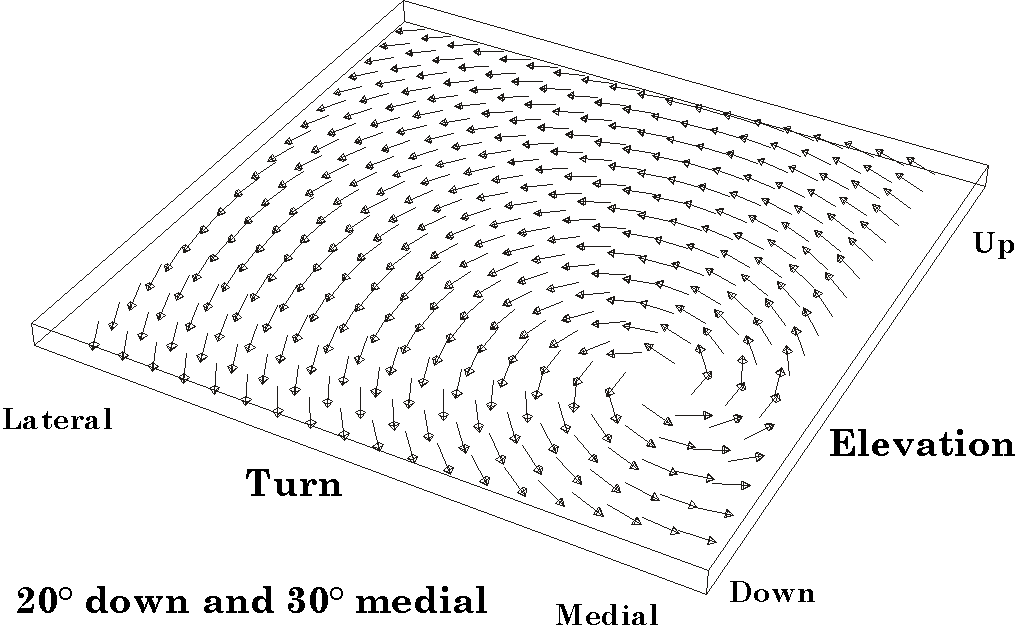 Up
Lateral
Elevation
Turn
20° down and 30° medial
Down
Medial